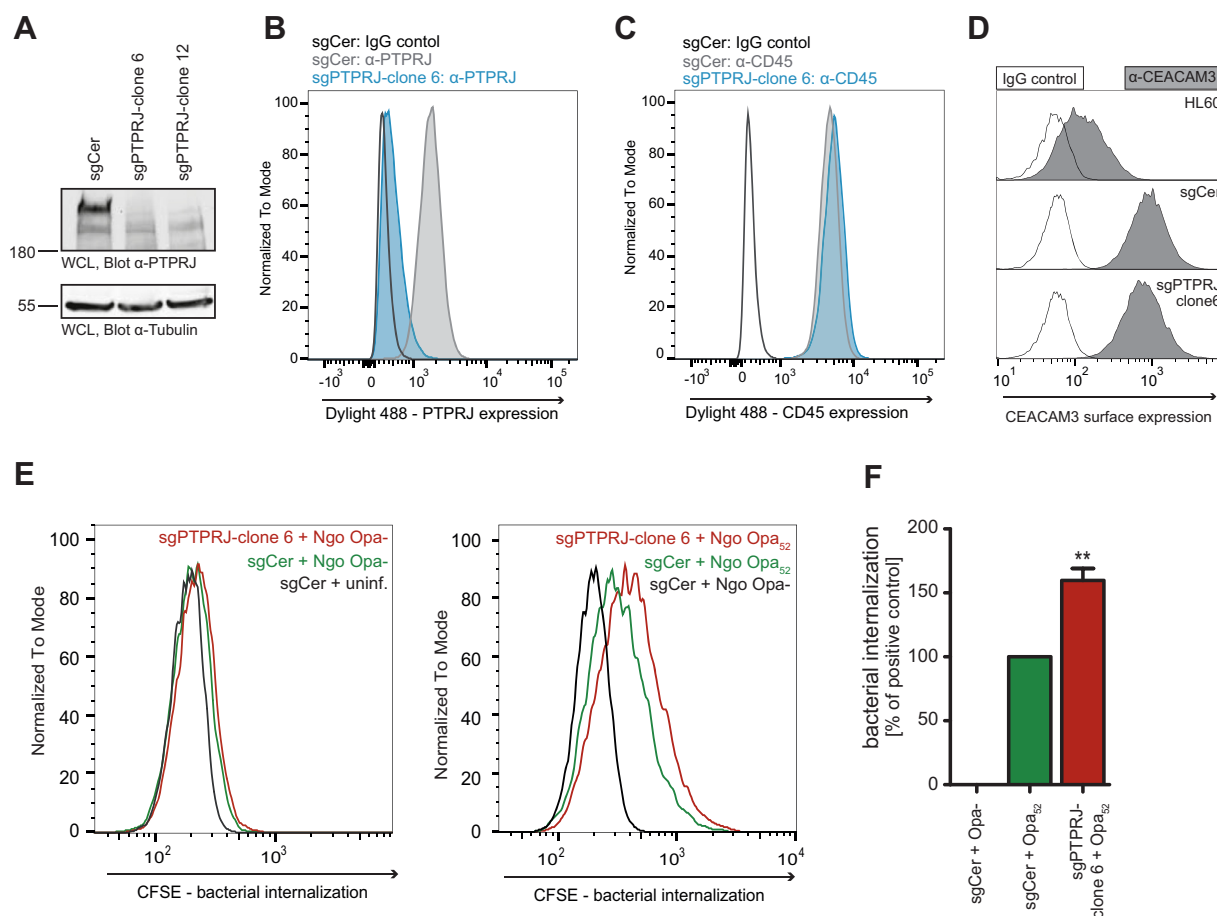 A
sgCer
sgPTPRJ-clone 6
sgPTPRJ-clone 12
180
WCL, Blot α-PTPRJ
55
WCL, Blot α-Tubulin
B
sgCer: IgG contol
sgCer: α-PTPRJ
sgPTPRJ-clone 6: α-PTPRJ
Normalized To Mode
100
80
60
40
20
0
-10³ 0 10³ 10⁴ 10⁵
Dylight 488 - PTPRJ expression
C
sgCer: IgG contol
sgCer: α-CD45
sgPTPRJ-clone 6: α-CD45
Normalized To Mode
100
80
60
40
20
0
-10³ 0 10³ 10⁴ 10⁵
Dylight 488 - CD45 expression
D
IgG control α-CEACAM3
HL60
sgCer
sgPTPRJ
clone6
10¹ 10² 10³
CEACAM3 surface expression
E
sgPTPRJ-clone 6 + Ngo Opa-
sgCer + Ngo Opa-
sgCer + uninf.
Normalized To Mode
100
80
60
40
20
0
10² 10³
CFSE - bacterial internalization
sgPTPRJ-clone 6 + Ngo Opa₅₂
sgCer + Ngo Opa₅₂
sgCer + Ngo Opa-
Normalized To Mode
100
80
60
40
20
0
10² 10³ 10⁴
CFSE - bacterial internalization
F
bacterial internalization
[% of positive control]
200
150
100
50
0
**
sgCer + Opa-
sgCer + Opa₅₂
sgPTPRJ-
clone 6 + Opa₅₂